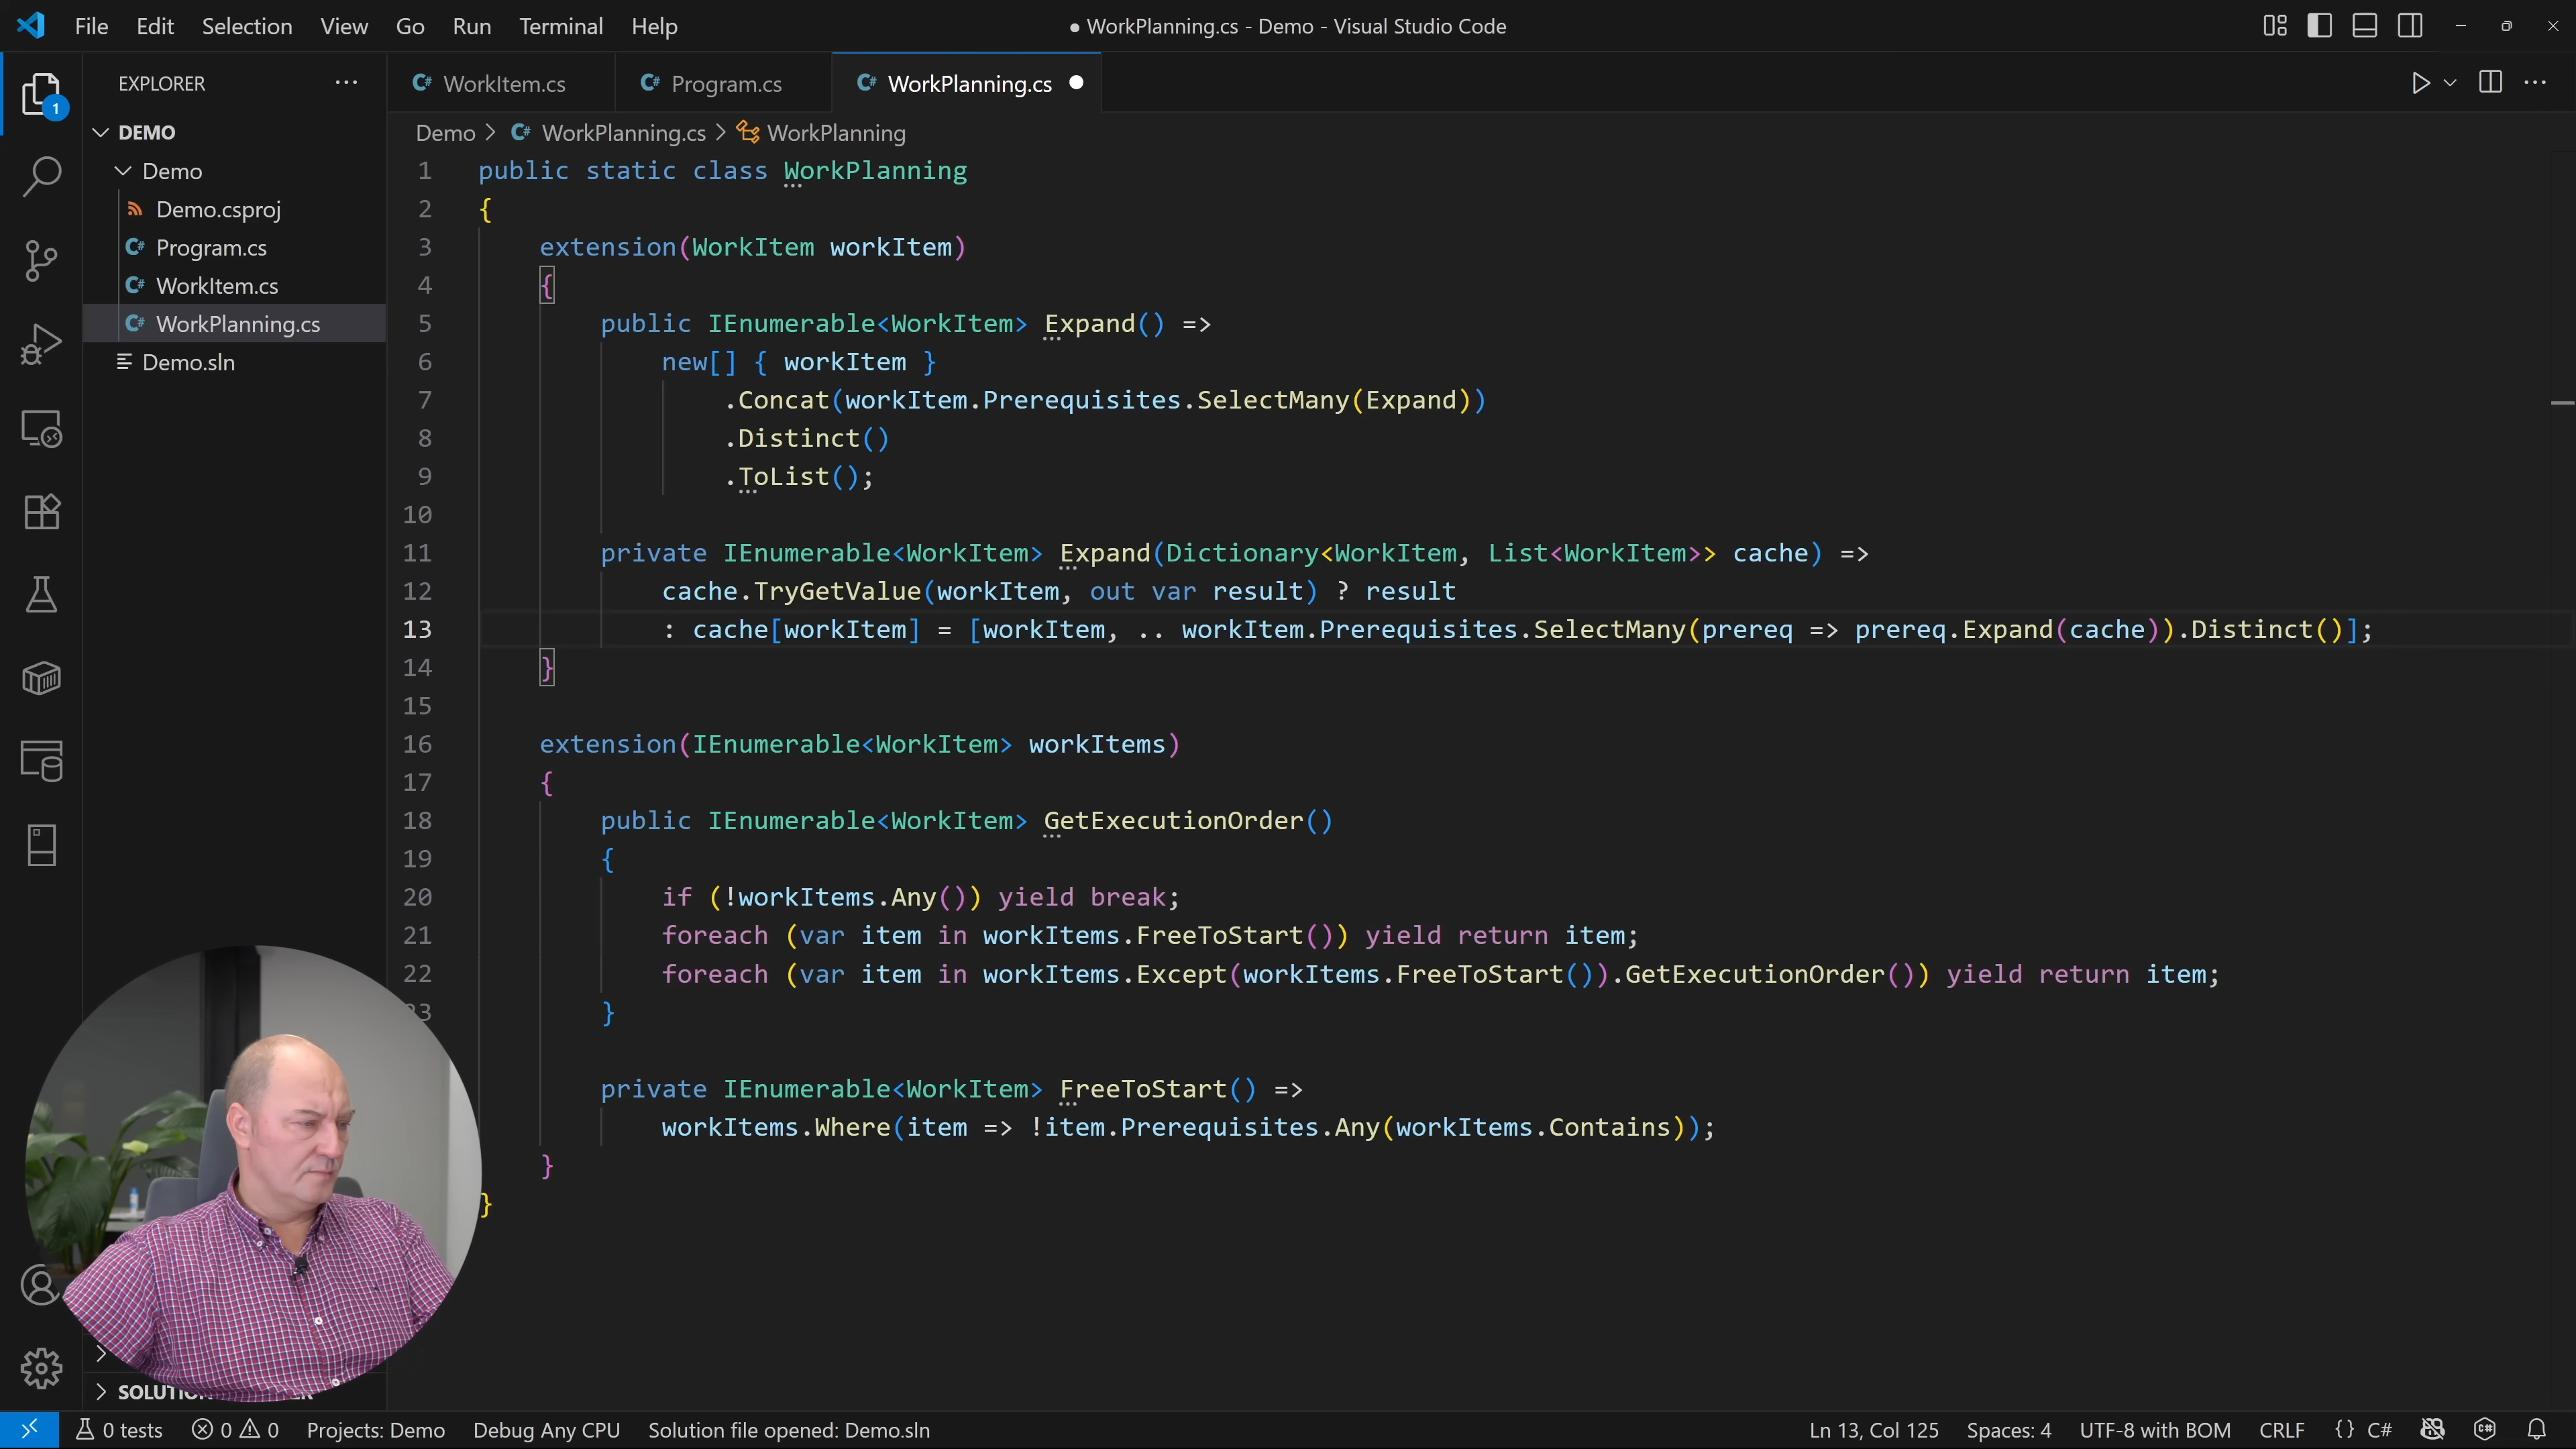 File Edit Selection View Go Run Terminal Help
● WorkPlanning.cs - Demo - Visual Studio Code
EXPLORER
1
DEMO
Demo
Demo.csproj
C# Program.cs
C# WorkItem.cs
C# WorkPlanning.cs
Demo.sln
C# WorkItem.cs
C# Program.cs
C# WorkPlanning.cs
Demo > C# WorkPlanning.cs > WorkPlanning
1 public static class WorkPlanning
2 {
3 extension(WorkItem workItem)
4 {
5 public IEnumerable<WorkItem> Expand() =>
6 new[] { workItem }
7 .Concat(workItem.Prerequisites.SelectMany(Expand))
8 .Distinct()
9 .ToList();
10
11 private IEnumerable<WorkItem> Expand(Dictionary<WorkItem, List<WorkItem>> cache) =>
12 cache.TryGetValue(workItem, out var result) ? result
13 : cache[workItem] = [workItem, .. workItem.Prerequisites.SelectMany(prereq => prereq.Expand(cache)).Distinct()];
14 }
15
16 extension(IEnumerable<WorkItem> workItems)
17 {
18 public IEnumerable<WorkItem> GetExecutionOrder()
19 {
20 if (!workItems.Any()) yield break;
21 foreach (var item in workItems.FreeToStart()) yield return item;
22 foreach (var item in workItems.Except(workItems.FreeToStart()).GetExecutionOrder()) yield return item;
}
private IEnumerable<WorkItem> FreeToStart() =>
workItems.Where(item => !item.Prerequisites.Any(workItems.Contains));
}
}
0 tests 0 0 Projects: Demo Debug Any CPU Solution file opened: Demo.sln
Ln 13, Col 125 Spaces: 4 UTF-8 with BOM CRLF {} C#